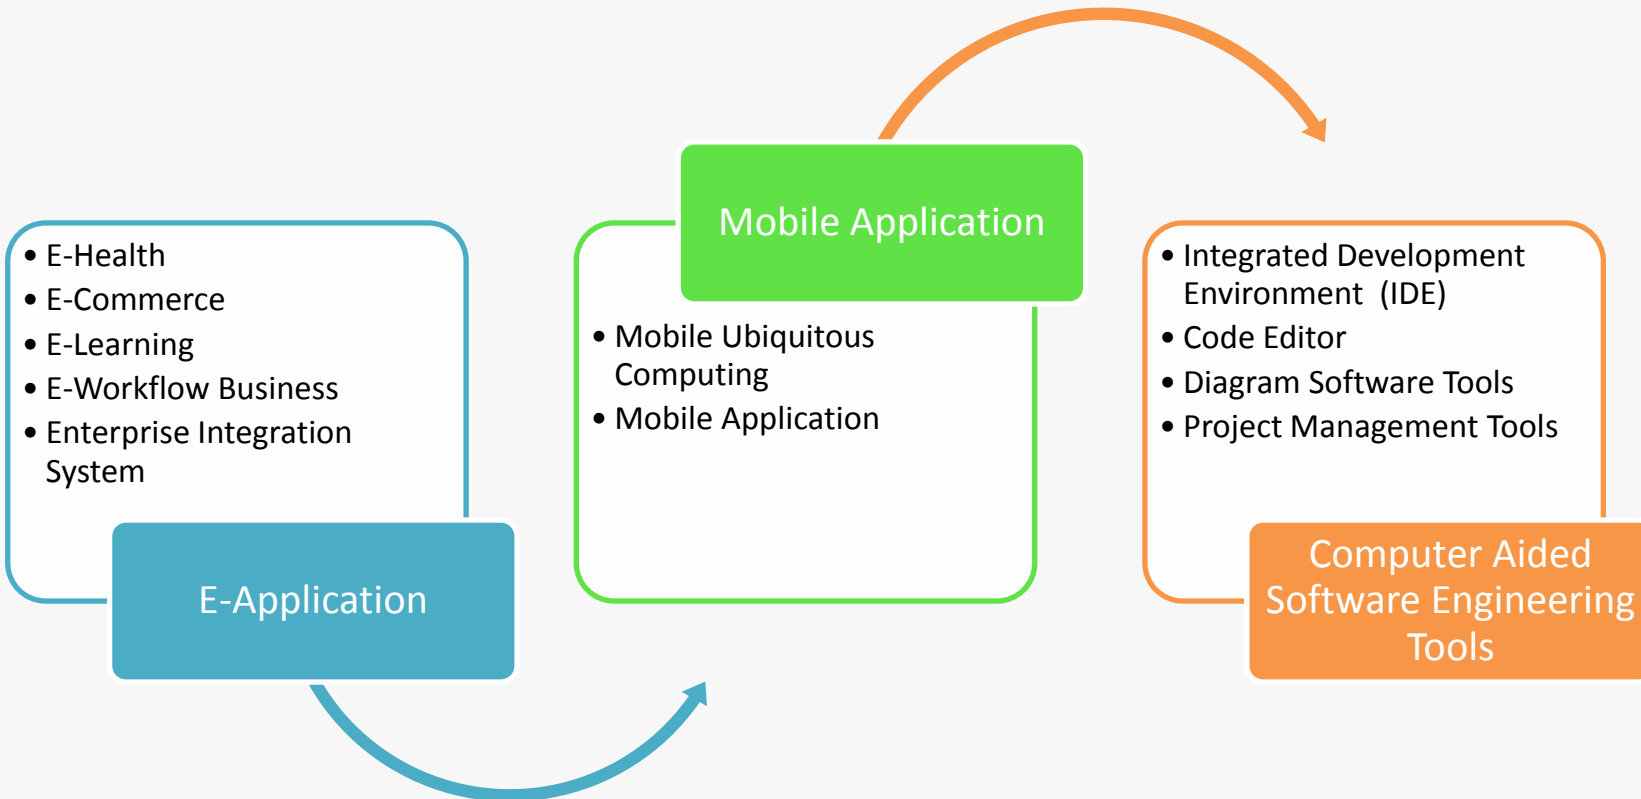 • E-Health
• E-Commerce
• E-Learning
• E-Workflow Business
• Enterprise Integration
System
E-Application
Mobile Application
• Mobile Ubiquitous
Computing
• Mobile Application
• Integrated Development
Environment  (IDE)
• Code Editor
• Diagram Software Tools
• Project Management Tools
Computer Aided
Software Engineering
Tools